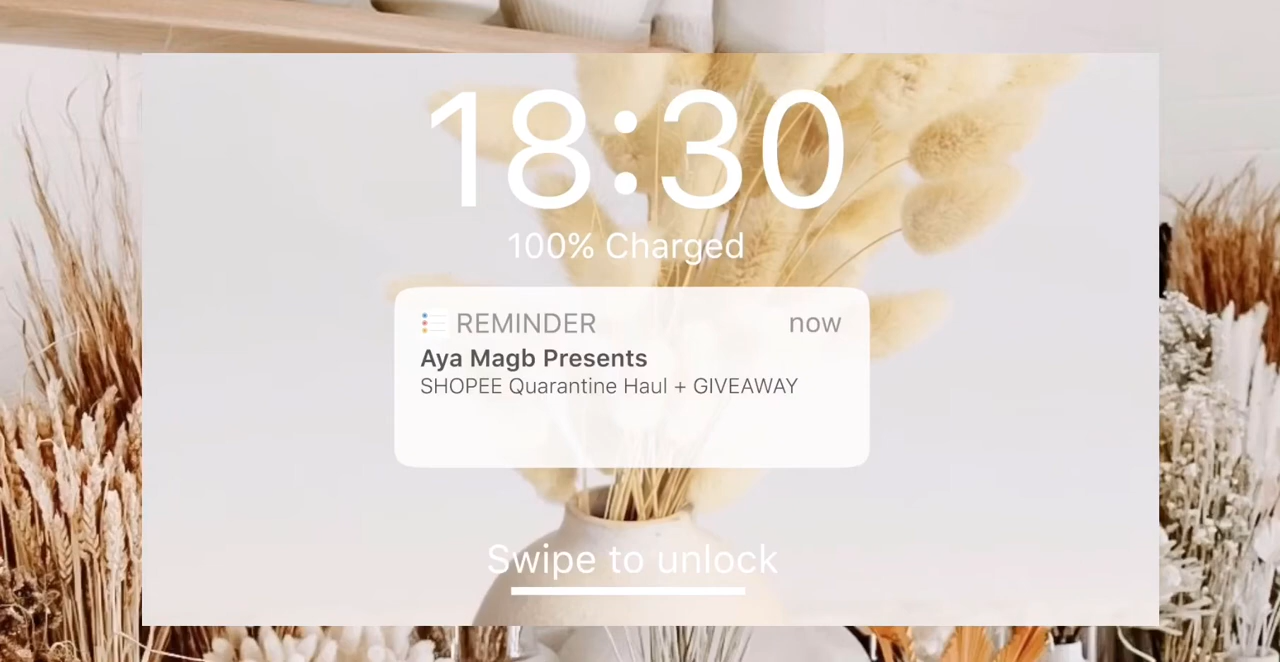 18:30
100% Charged
REMINDER now
Aya Magb Presents
SHOPEE Quarantine Haul + GIVEAWAY
Swipe to unlock